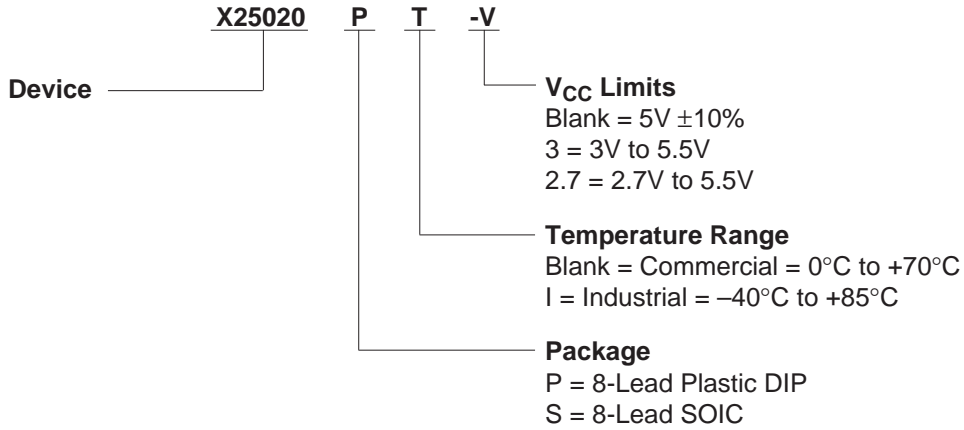 X25020 P T -V
Device
VCC Limits
Blank = 5V ±10%
3 = 3V to 5.5V
2.7 = 2.7V to 5.5V
Temperature Range
Blank = Commercial = 0°C to +70°C
I = Industrial = –40°C to +85°C
Package
P = 8-Lead Plastic DIP
S = 8-Lead SOIC